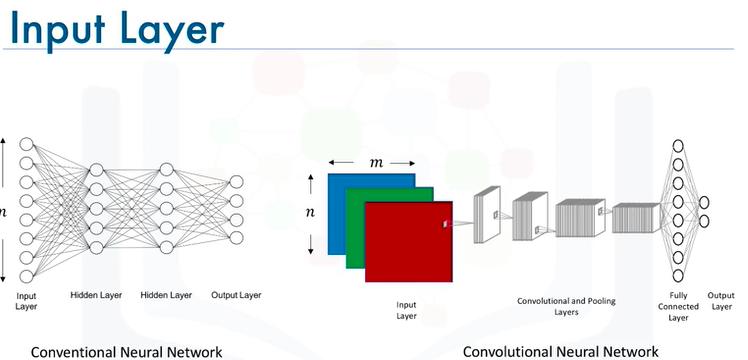 Input Layer
n
Input
Layer
Hidden Layer
Hidden Layer
Output Layer
Conventional Neural Network
m
n
Input
Layer
Convolutional and Pooling
Layers
Fully
Connected
Layer
Output
Layer
Convolutional Neural Network